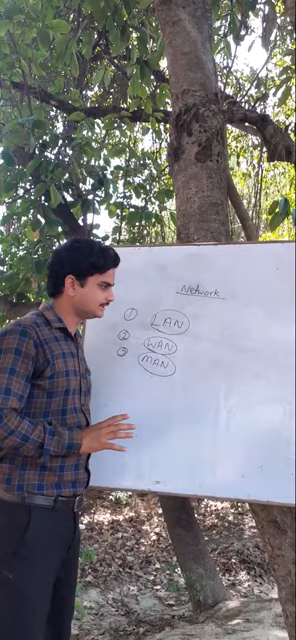 Network
① LAN
② WAN
③ MAN